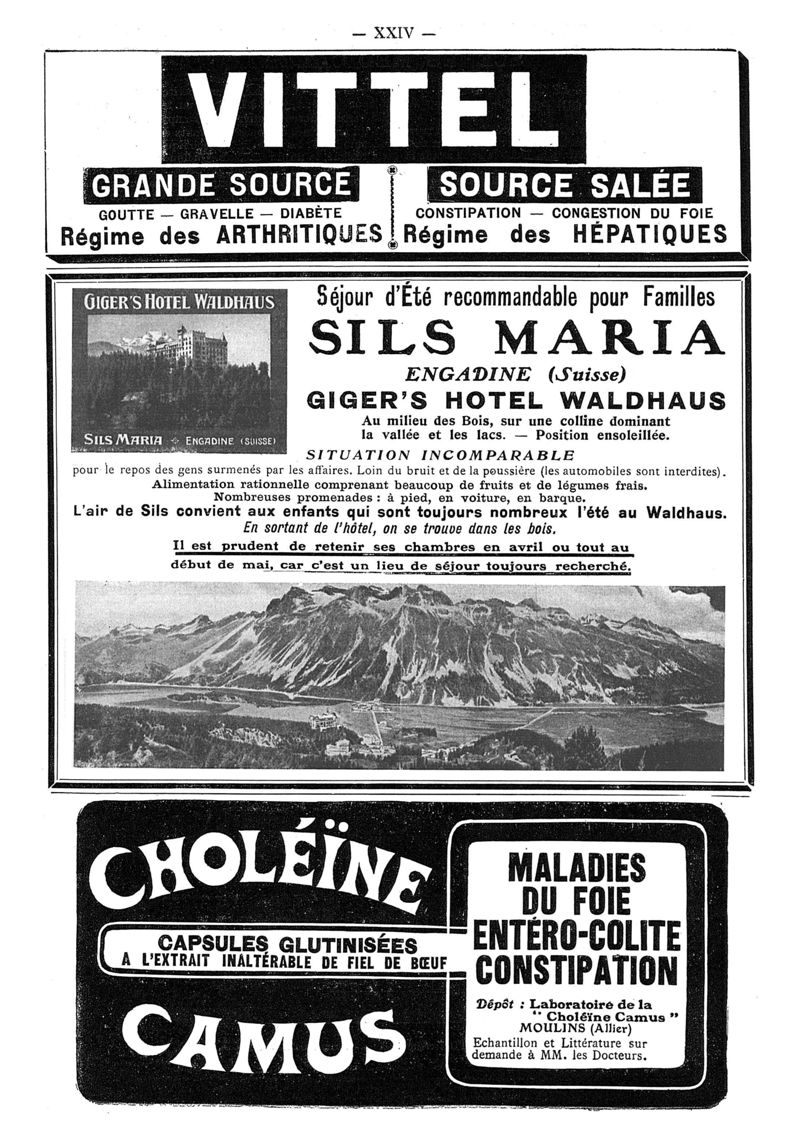 — XXIV —
VITTEL
GRANDE SOURCE
GOUTTE — GRAVELLE — DIABÈTE
Régime des ARTHRITIQUES
SOURCE SALÉE
CONSTIPATION — CONGESTION DU FOIE
Régime des HÉPATIQUES
GIGER'S HOTEL WALDHAUS
SILS MARIA ÷ ENGADINE (SUISSE)
Séjour d'Été recommandable pour Familles
SILS MARIA
ENGADINE (Suisse)
GIGER'S HOTEL WALDHAUS
Au milieu des Bois, sur une colline dominant
la vallée et les lacs. — Position ensoleillée.
SITUATION INCOMPARABLE
pour le repos des gens surmenés par les affaires. Loin du bruit et de la poussière (les automobiles sont interdites).
Alimentation rationnelle comprenant beaucoup de fruits et de légumes frais.
Nombreuses promenades : à pied, en voiture, en barque.
L'air de Sils convient aux enfants qui sont toujours nombreux l'été au Waldhaus.
En sortant de l'hôtel, on se trouve dans les bois.
Il est prudent de retenir ses chambres en avril ou tout au
début de mai, car c'est un lieu de séjour toujours recherché.
CHOLÉÏNE
CAPSULES GLUTINISÉES
A L'EXTRAIT INALTÉRABLE DE FIEL DE BŒUF
CAMUS
MALADIES
DU FOIE
ENTÉRO-COLITE
CONSTIPATION
Dépôt : Laboratoire de la
“ Choléïne Camus ”
MOULINS (Allier)
Echantillon et Littérature sur
demande à MM. les Docteurs.